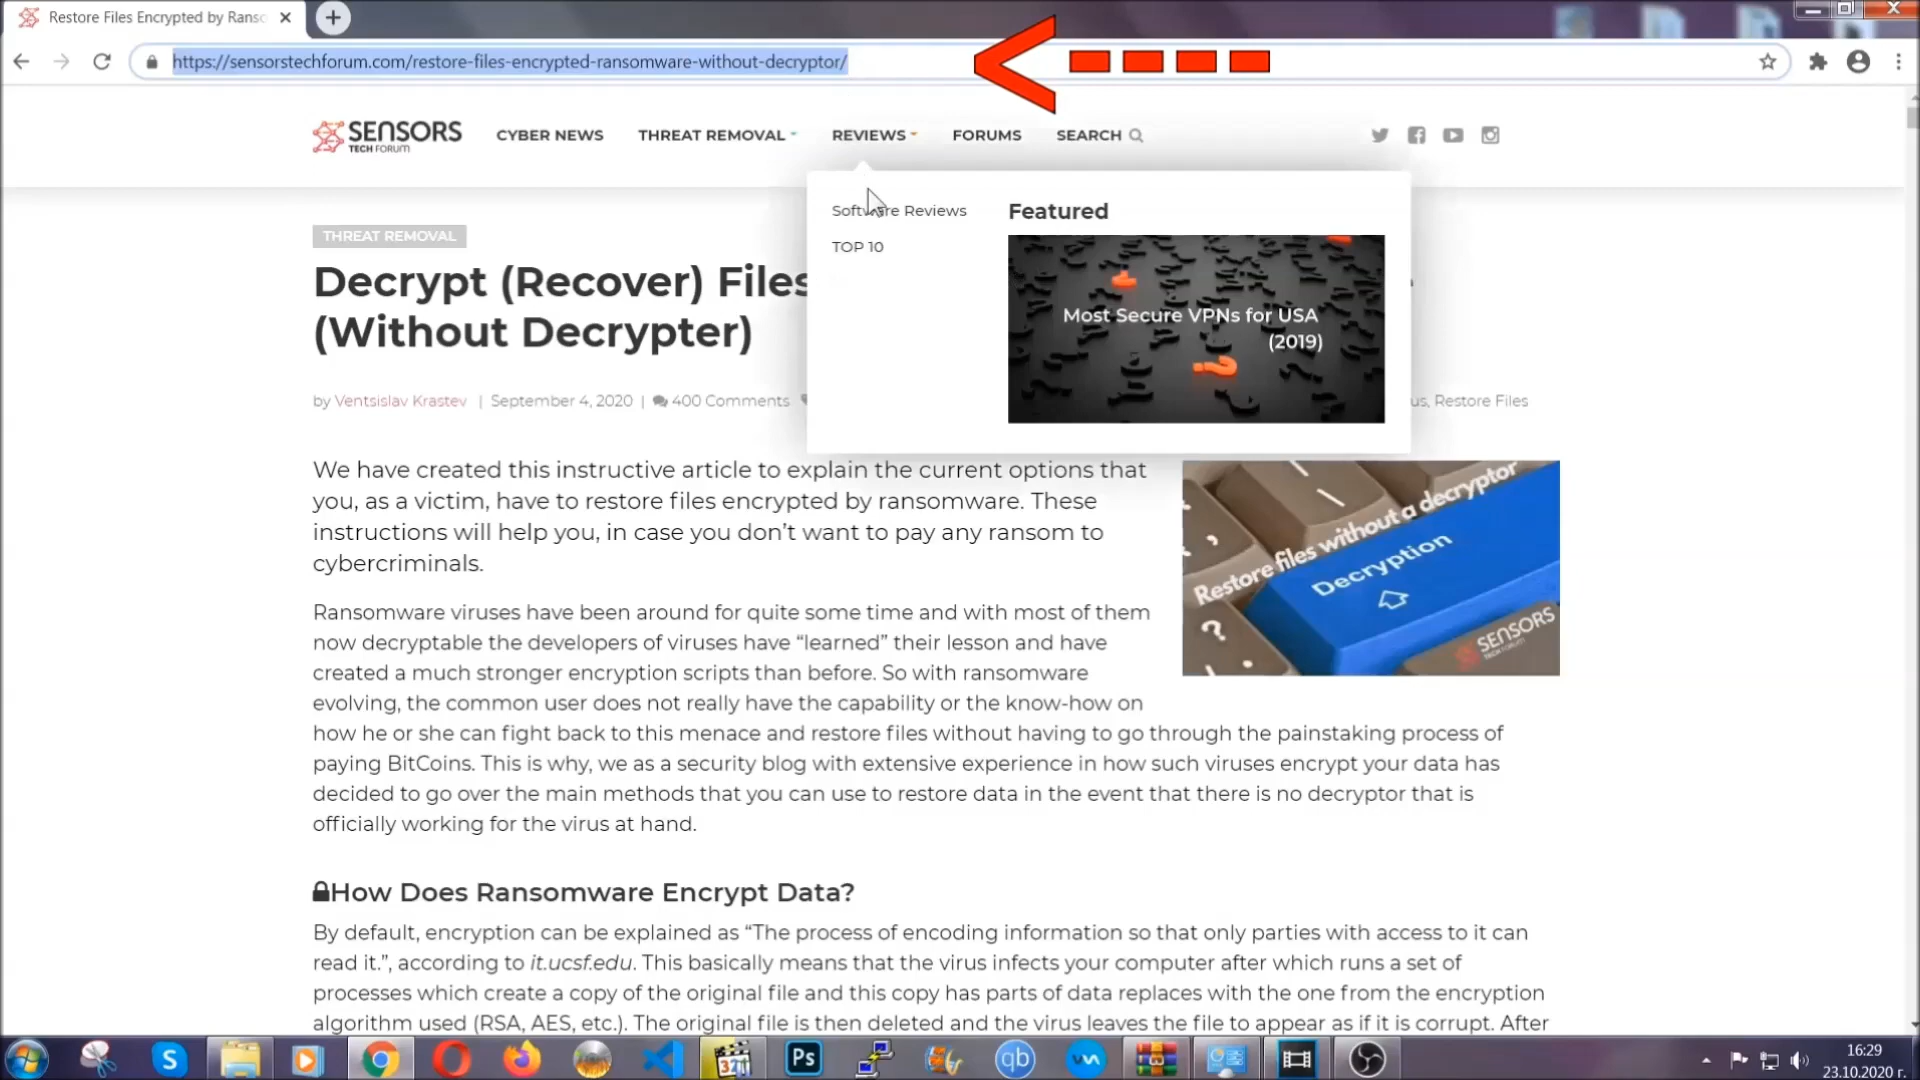 Restore Files Encrypted by Ranso
https://sensorstechforum.com/restore-files-encrypted-ransomware-without-decryptor/
SENSORS
TECH FORUM
CYBER NEWS
THREAT REMOVAL
REVIEWS
FORUMS
SEARCH
Software Reviews
TOP 10
Featured
Most Secure VPNs for USA
(2019)
THREAT REMOVAL
Decrypt (Recover) Files
(Without Decrypter)
by Ventsislav Krastev | September 4, 2020 | 400 Comments
us, Restore Files
We have created this instructive article to explain the current options that
you, as a victim, have to restore files encrypted by ransomware. These
instructions will help you, in case you don’t want to pay any ransom to
cybercriminals.
Restore files without a decryptor
Decryption
SENSORS
TECH FORUM
Ransomware viruses have been around for quite some time and with most of them
now decryptable the developers of viruses have “learned” their lesson and have
created a much stronger encryption scripts than before. So with ransomware
evolving, the common user does not really have the capability or the know-how on
how he or she can fight back to this menace and restore files without having to go through the painstaking process of
paying BitCoins. This is why, we as a security blog with extensive experience in how such viruses encrypt your data has
decided to go over the main methods that you can use to restore data in the event that there is no decryptor that is
officially working for the virus at hand.
How Does Ransomware Encrypt Data?
By default, encryption can be explained as “The process of encoding information so that only parties with access to it can
read it.”, according to it.ucsf.edu. This basically means that the virus infects your computer after which runs a set of
processes which create a copy of the original file and this copy has parts of data replaces with the one from the encryption
algorithm used (RSA, AES, etc.). The original file is then deleted and the virus leaves the file to appear as if it is corrupt. After
S
321
Ps
qb
16:29
23.10.2020 г.